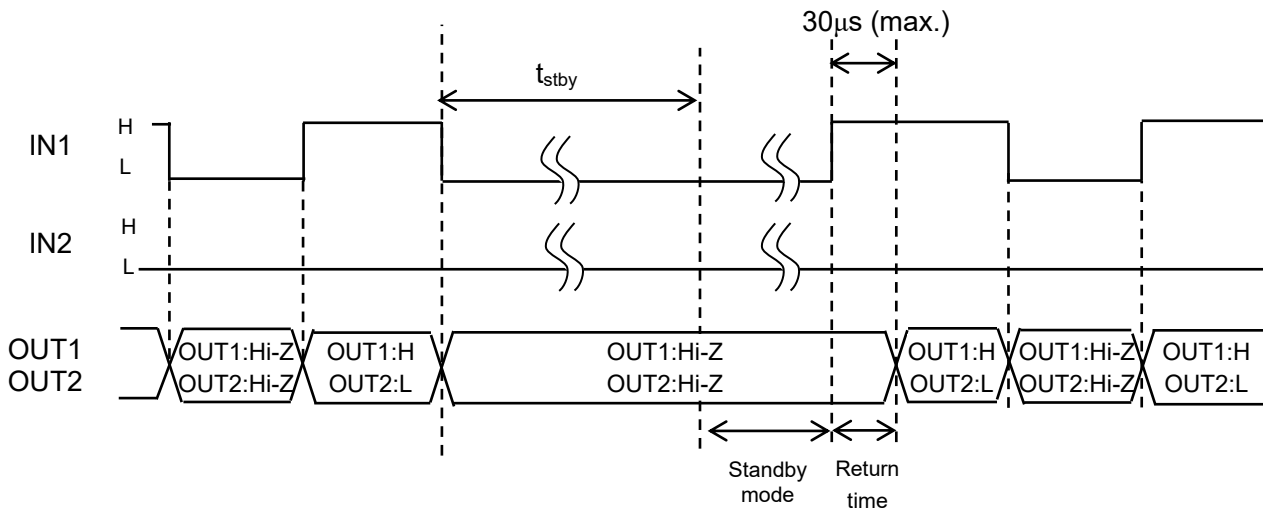 30μs (max.)
tstby
IN1
H
L
IN2
H
L
OUT1
OUT2
OUT1:Hi-Z
OUT2:Hi-Z
OUT1:H
OUT2:L
OUT1:Hi-Z
OUT2:Hi-Z
OUT1:H
OUT2:L
OUT1:Hi-Z
OUT2:Hi-Z
OUT1:H
OUT2:L
Standby
mode
Return
time